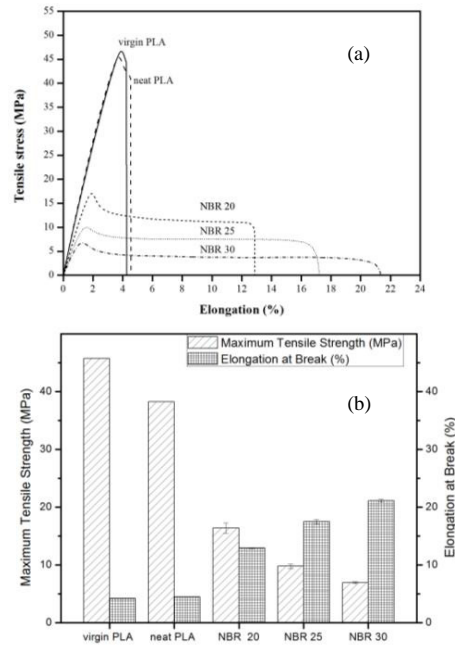 55
50
45
40
35
30
25
20
15
10
5
0
Tensile stress (MPa)
virgin PLA
(a)
neat PLA
NBR 20
NBR 25
NBR 30
0 2 4 6 8 10 12 14 16 18 20 22 24
Elongation (%)
Maximum Tensile Strength (MPa)
Elongation at Break (%)
(b)
40
30
20
10
0
Maximum Tensile Strength (MPa)
40
30
20
10
0
Elongation at Break (%)
virgin PLA neat PLA NBR 20 NBR 25 NBR 30